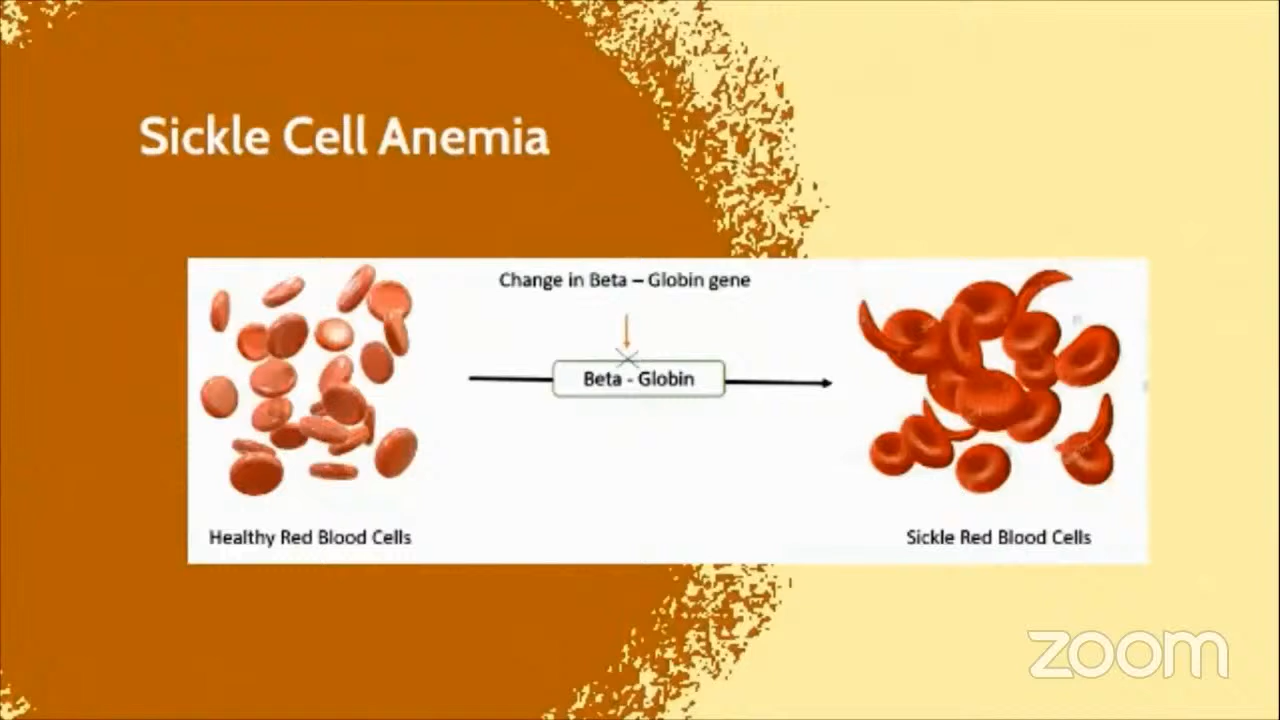 Sickle Cell Anemia
Change in Beta – Globin gene
Beta - Globin
Healthy Red Blood Cells
Sickle Red Blood Cells
zoom